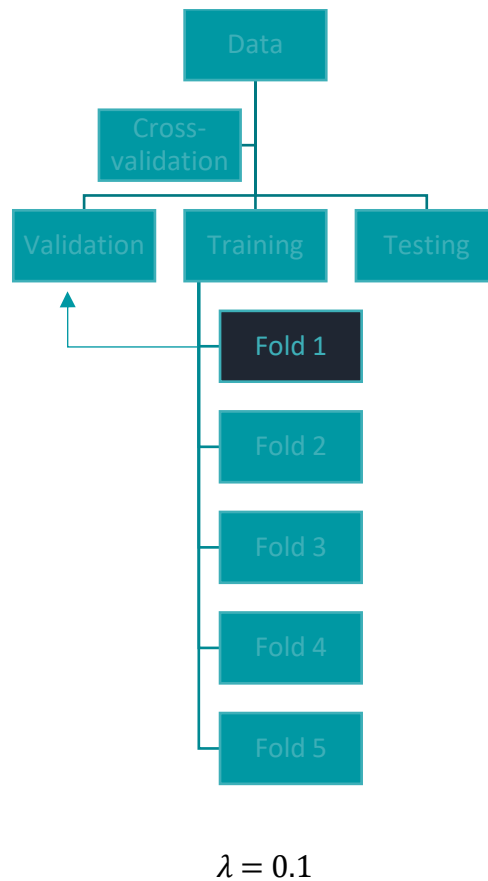 Data
Cross-
validation
Validation
Training
Testing
Fold 1
Fold 2
Fold 3
Fold 4
Fold 5
λ = 0.1